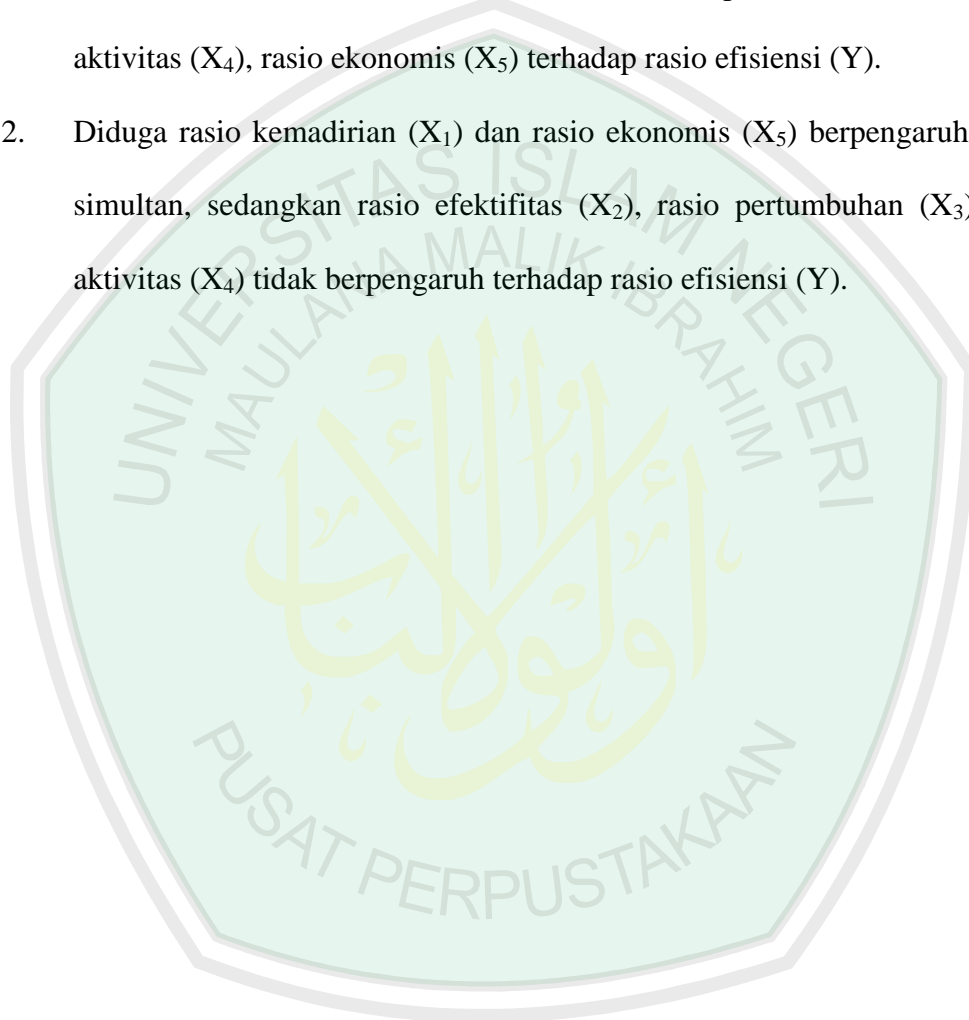 aktivitas (X₄), rasio ekonomis (X₅) terhadap rasio efisiensi (Y).
2. Diduga rasio kemadirian (X₁) dan rasio ekonomis (X₅) berpengaruh
simultan, sedangkan rasio efektifitas (X₂), rasio pertumbuhan (X₃)
aktivitas (X₄) tidak berpengaruh terhadap rasio efisiensi (Y).
UNIVERSITAS ISLAM NEGERI
MAULANA MALIK IBRAHIM
أولوا الألباب
PUSAT PERPUSTAKAAN